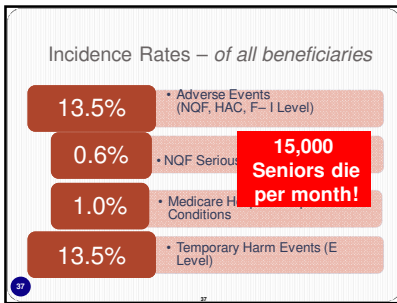 Incidence Rates – of all beneficiaries
13.5%
• Adverse Events
(NQF, HAC, F– I Level)
0.6%
• NQF Serious
15,000
Seniors die
per month!
1.0%
• Medicare
Conditions
13.5%
• Temporary Harm Events (E
Level)
37
37